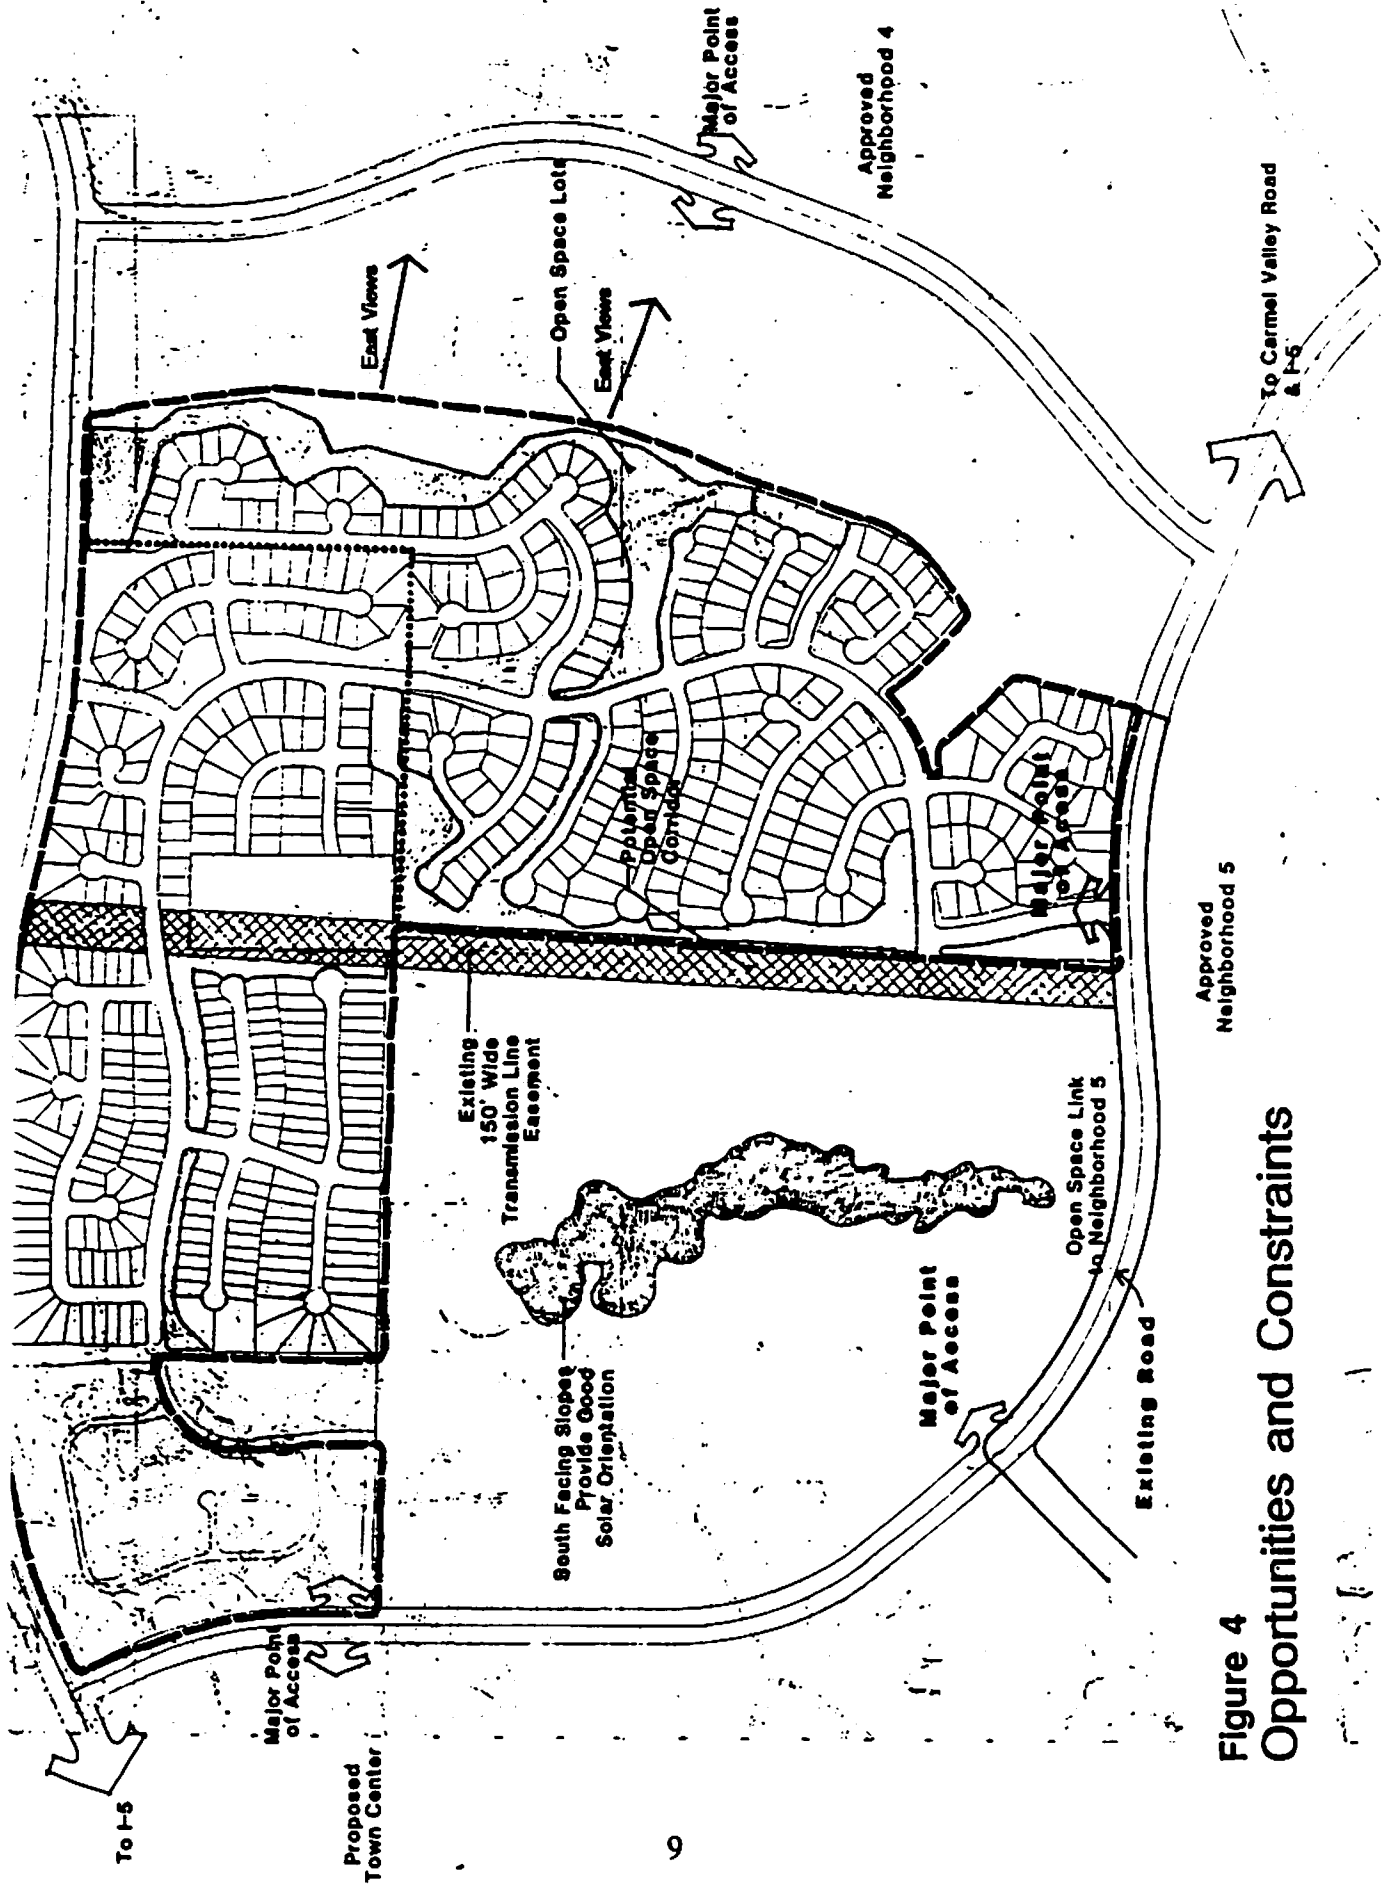 To I-5
Proposed
Town Center
Major Point
of Access
South Facing Slopes
Provide Good
Solar Orientation
Existing
150' Wide
Transmission Line
Easement
Potential
Open Space
Corridor
East Views
East Views
Open Space Lots
Major Point
of Access
Approved
Neighborhood 4
Major Point
of Access
Major Point
of Access
Open Space Link
to Neighborhood 5
Existing Road
Approved
Neighborhood 5
To Carmel Valley Road
& I-5
Figure 4
Opportunities and Constraints
9